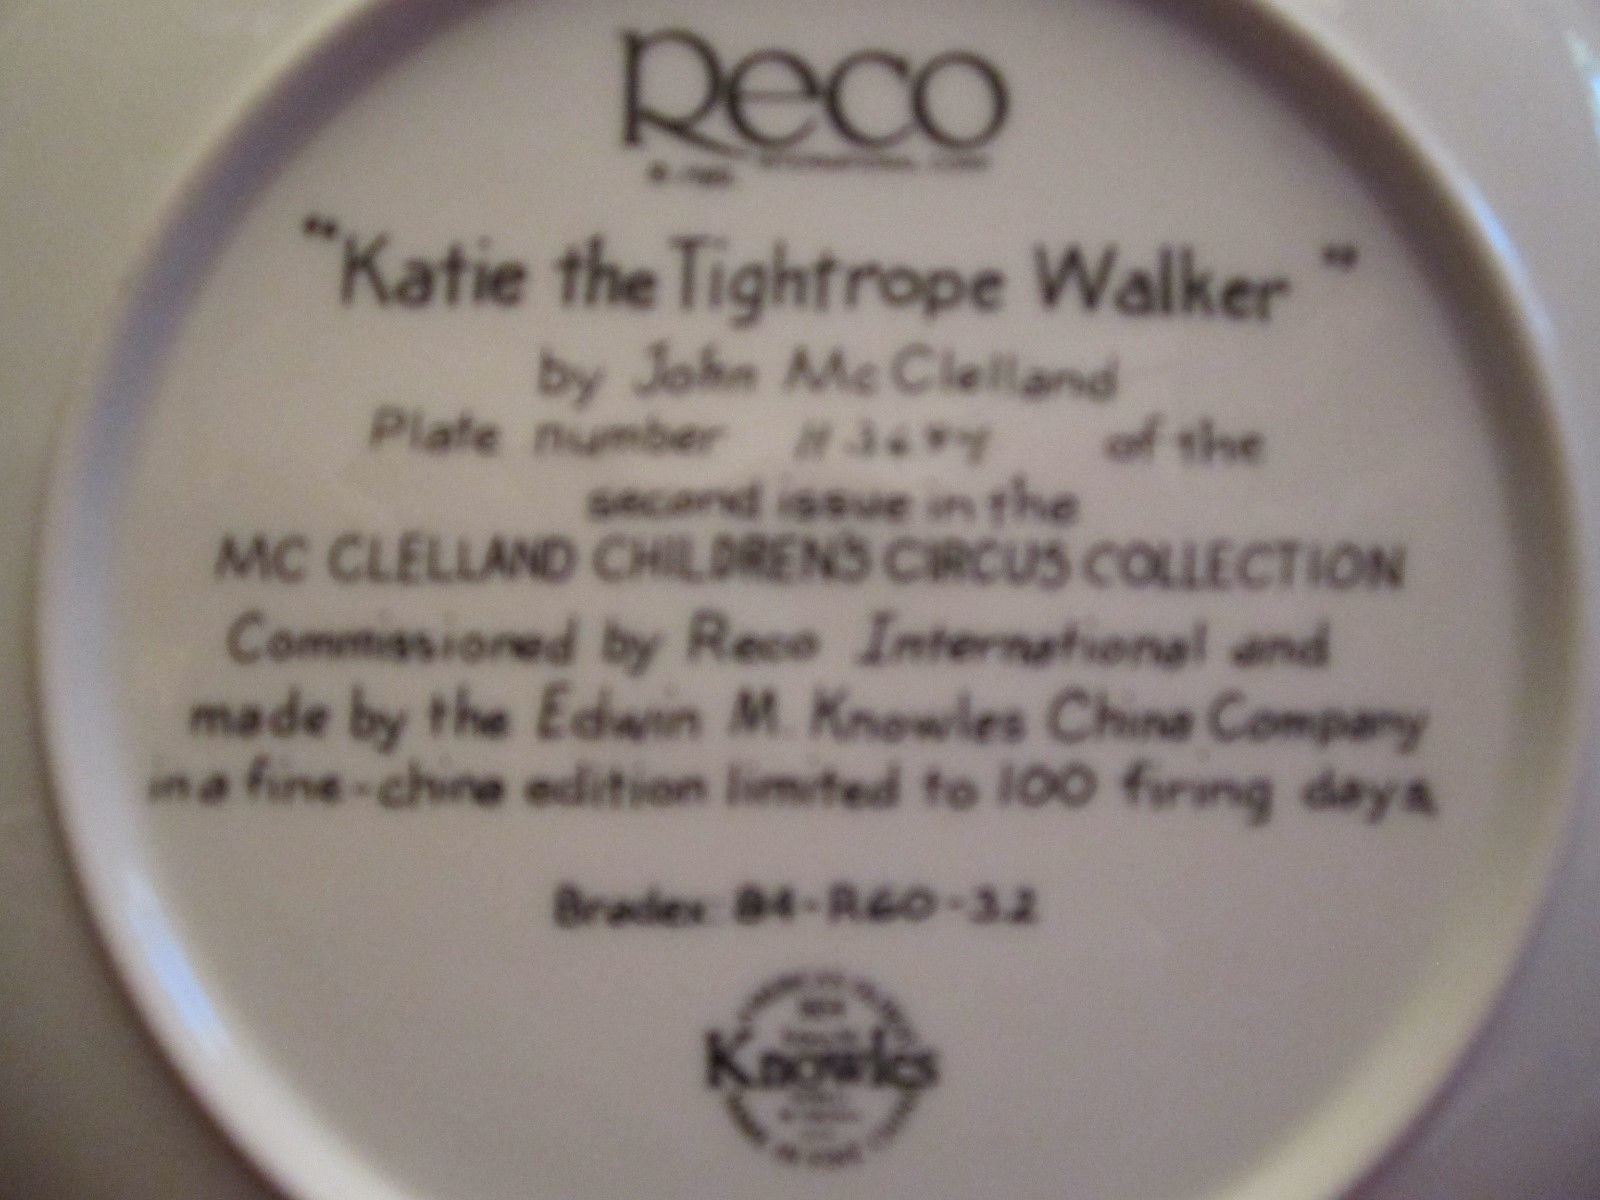 Reco
INTERNATIONAL CORP.
"Katie the Tightrope Walker"
by John McClelland
Plate number of the
second issue in the
MC CLELLAND CHILDREN'S CIRCUS COLLECTION
Commissioned by Reco International and
made by the Edwin M. Knowles China Company
in a fine-china edition limited to 100 firing days.
Bradex: 84-R60-3.2
Knowles